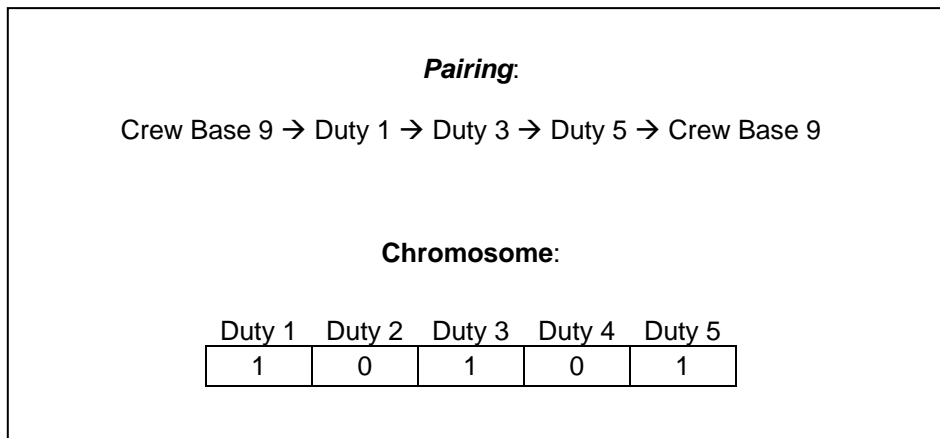 Pairing:
Crew Base 9 → Duty 1 → Duty 3 → Duty 5 → Crew Base 9
Chromosome:
Duty 1 Duty 2 Duty 3 Duty 4 Duty 5
1 0 1 0 1